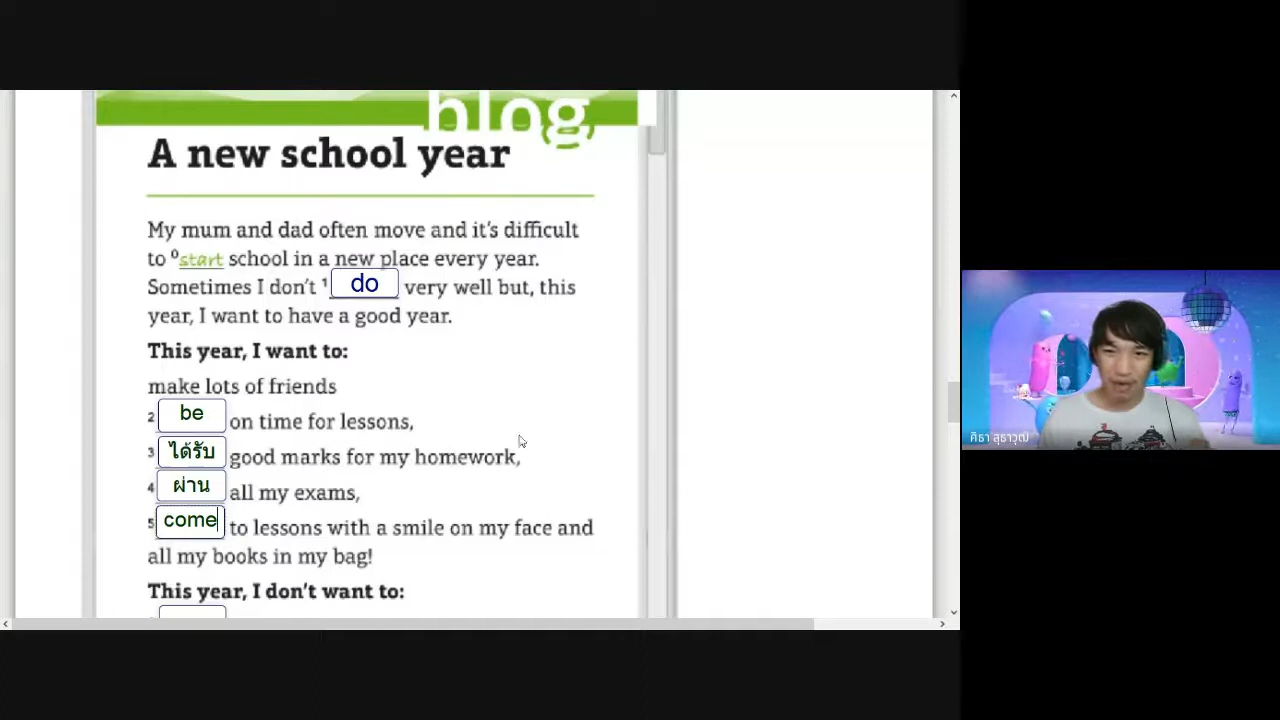 blog
A new school year
My mum and dad often move and it's difficult
to ⁰start school in a new place every year.
Sometimes I don't ¹ do very well but, this
year, I want to have a good year.
This year, I want to:
make lots of friends
² be on time for lessons,
³ ได้รับ good marks for my homework,
⁴ ผ่าน all my exams,
⁵ come to lessons with a smile on my face and
all my books in my bag!
This year, I don't want to:
ศิธา สุธาวุฒิ